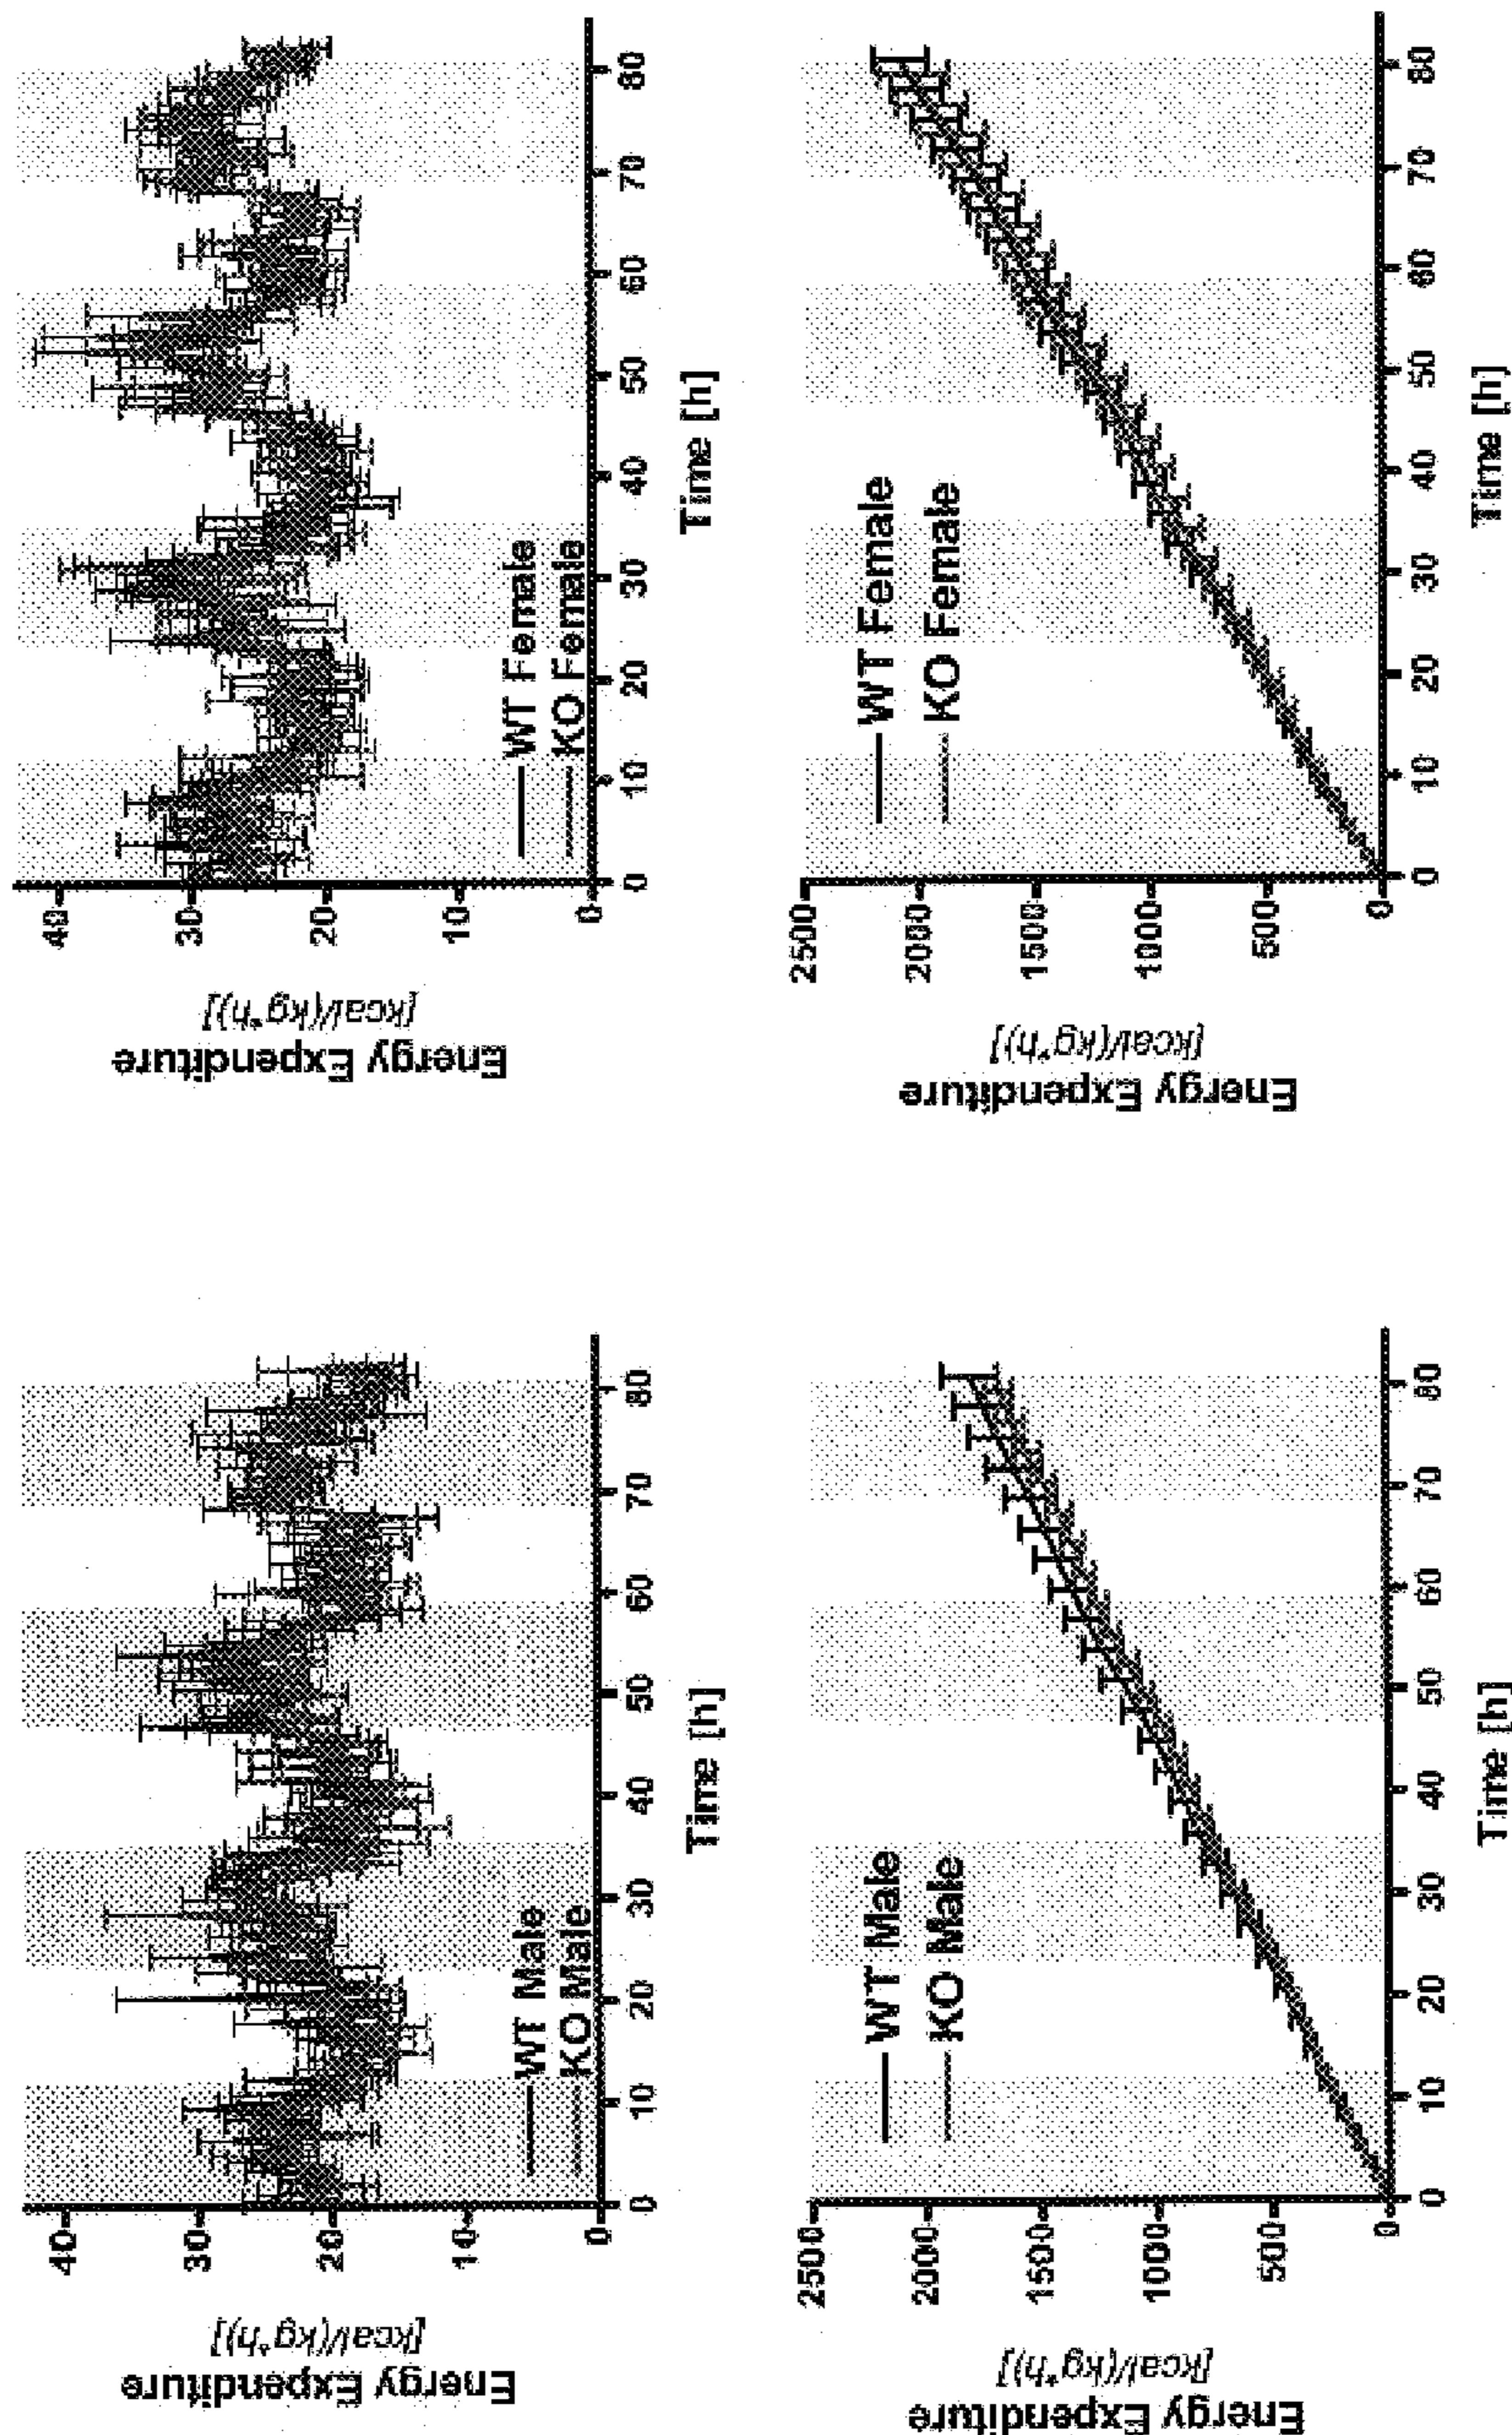 Energy Expenditure
[kcal/(kg*h)]
40
30
20
10
0
WT Male
KO Male
0 10 20 30 40 50 60 70 80
Time [h]
Energy Expenditure
[kcal/(kg*h)]
40
30
20
10
0
WT Female
KO Female
0 10 20 30 40 50 60 70 80
Time [h]
Energy Expenditure
[kcal/(kg*h)]
2500
2000
1500
1000
500
0
WT Male
KO Male
0 10 20 30 40 50 60 70 80
Time [h]
Energy Expenditure
[kcal/(kg*h)]
2500
2000
1500
1000
500
0
WT Female
KO Female
0 10 20 30 40 50 60 70 80
Time [h]